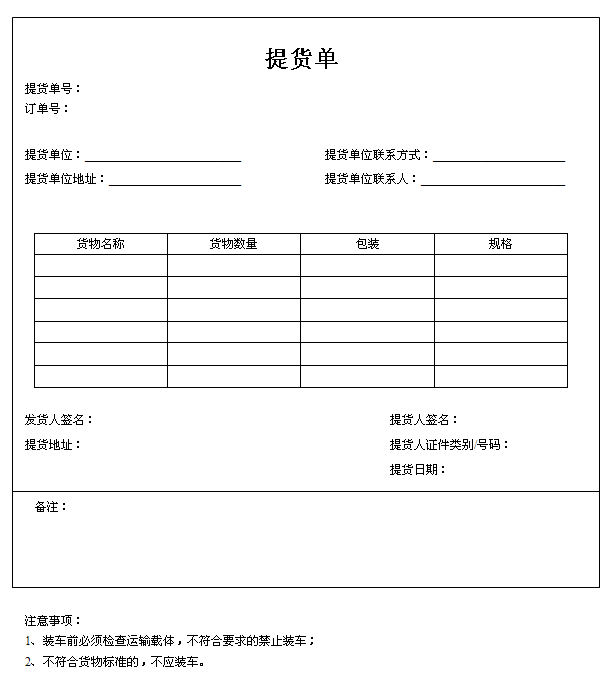 提货单
提货单号：
订单号：
提货单位： 提货单位联系方式：
提货单位地址： 提货单位联系人：
货物名称 货物数量 包装 规格
发货人签名： 提货人签名：
提货地址： 提货人证件类别/号码：
提货日期：
备注：
注意事项：
1、装车前必须检查运输载体，不符合要求的禁止装车；
2、不符合货物标准的，不应装车。